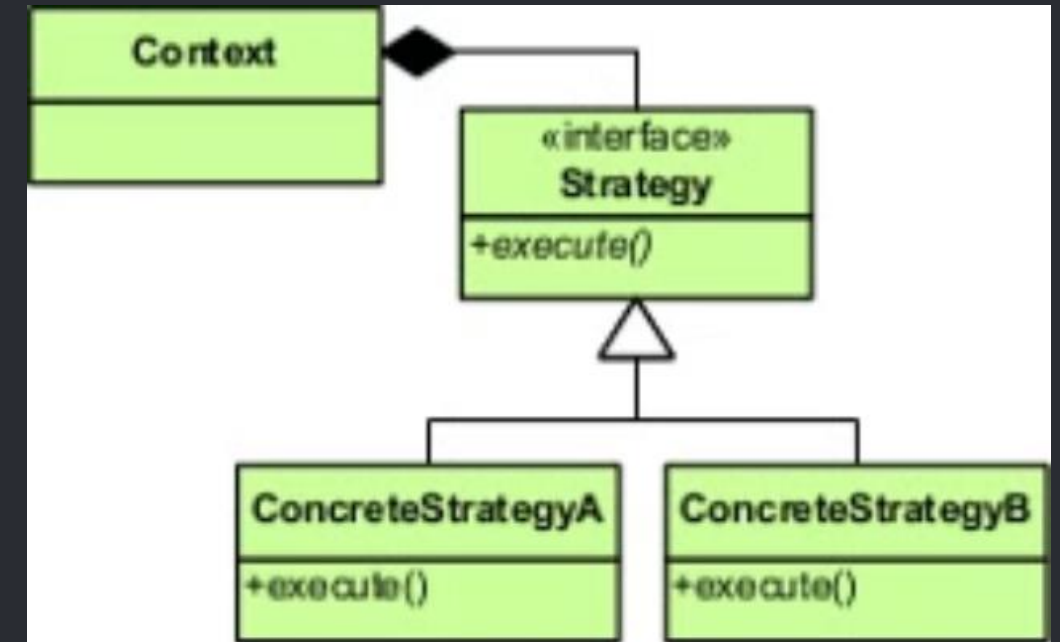 Context
«interface»
Strategy
+execute()
ConcreteStrategyA
+execute()
ConcreteStrategyB
+execute()